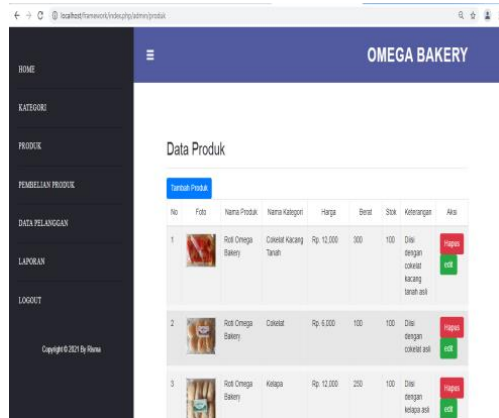 localhost/framework/index.php/admin/produk
OMEGA BAKERY
HOME
KATEGORI
PRODUK
PEMBELIAN PRODUK
DATA PELANGGAN
LAPORAN
LOGOUT
Copyright © 2021 By Risma
Data Produk
Tambah Produk
No Foto Nama Produk Nama Kategori Harga Berat Stok Keterangan Aksi
1 Roti Omega Cokelat Kacang Rp. 12,000 300 100 Diisi Hapus
Bakery Tanah dengan edit
cokelat
kacang
tanah asli
2 Roti Omega Cokelat Rp. 6,000 100 100 Diisi Hapus
Bakery dengan edit
cokelat asli
3 Roti Omega Kelapa Rp. 12,000 250 100 Diisi Hapus
Bakery dengan edit
kelapa asli